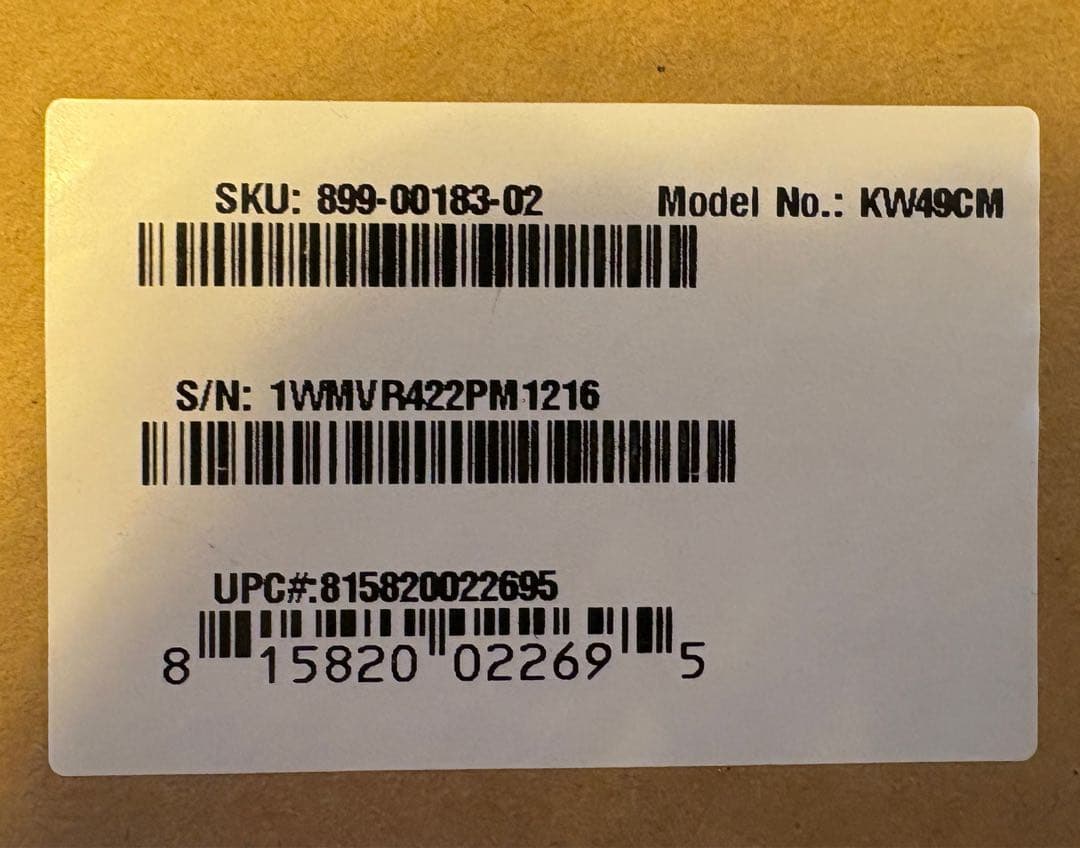 SKU: 899-00183-02 Model No.: KW49CM
S/N: 1WMVR422PM1216
UPC#:815820022695
8 15820 02269 5